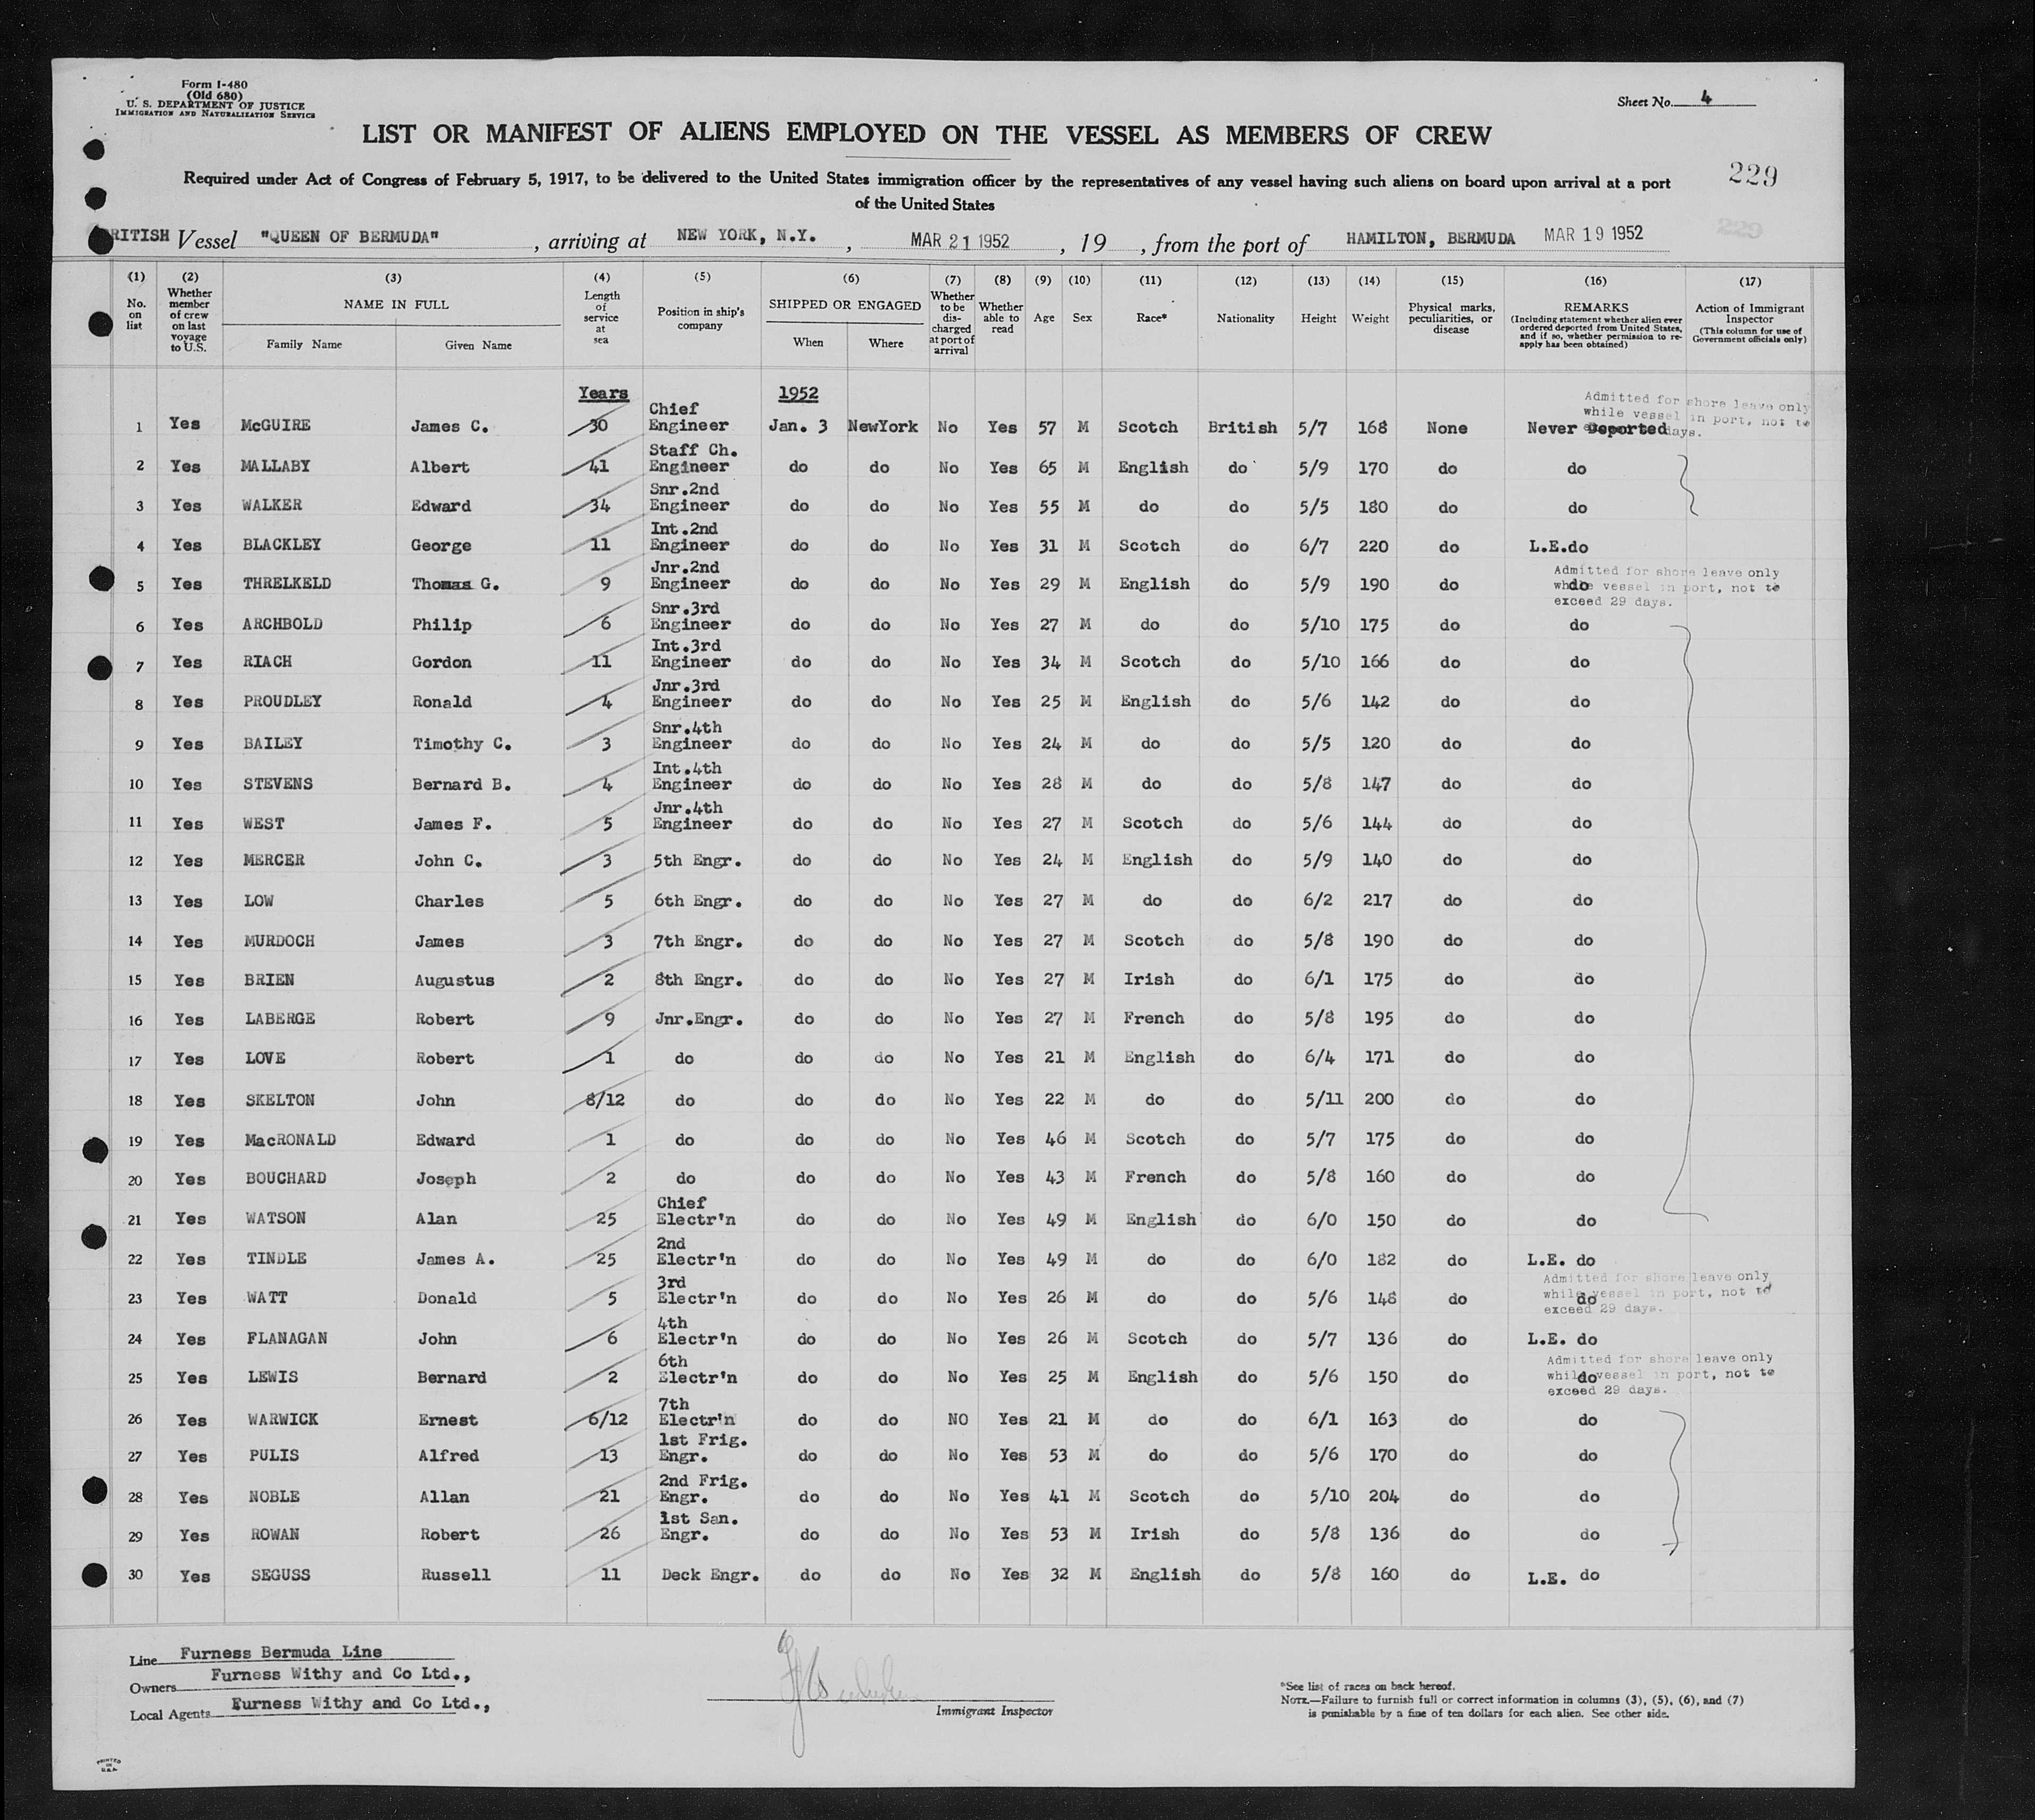 Form I-480
(Old 680)
U. S. DEPARTMENT OF JUSTICE
IMMIGRATION AND NATURALIZATION SERVICE
Sheet No. 4
LIST OR MANIFEST OF ALIENS EMPLOYED ON THE VESSEL AS MEMBERS OF CREW
229
Required under Act of Congress of February 5, 1917, to be delivered to the United States immigration officer by the representatives of any vessel having such aliens on board upon arrival at a port
of the United States
RITISH Vessel "QUEEN OF BERMUDA", arriving at NEW YORK, N.Y., MAR 21 1952, 19 , from the port of HAMILTON, BERMUDA MAR 19 1952 229
(1) No. on list (2) Whether member of crew on last voyage to U.S. (3) NAME IN FULL Family Name Given Name (4) Length of service at sea (5) Position in ship's company (6) SHIPPED OR ENGAGED When Where (7) Whether to be discharged at port of arrival (8) Whether able to read (9) Age (10) Sex (11) Race* (12) Nationality (13) Height (14) Weight (15) Physical marks, peculiarities, or disease (16) REMARKS (Including statement whether alien ever ordered deported from United States, and if so, whether permission to re-apply has been obtained) (17) Action of Immigrant Inspector (This column for use of Government officials only)
Years 1952
Admitted for shore leave only while vessel in port, not to days.
1 Yes McGUIRE James C. 30 Chief Engineer Jan. 3 NewYork No Yes 57 M Scotch British 5/7 168 None Never Deported
2 Yes MALLABY Albert 41 Staff Ch. Engineer do do No Yes 65 M English do 5/9 170 do do
3 Yes WALKER Edward 34 Snr.2nd Engineer do do No Yes 55 M do do 5/5 180 do do
4 Yes BLACKLEY George 11 Int.2nd Engineer do do No Yes 31 M Scotch do 6/7 220 do L.E.do
5 Yes THRELKELD Thomas G. 9 Jnr.2nd Engineer do do No Yes 29 M English do 5/9 190 do do
Admitted for shore leave only while vessel in port, not to exceed 29 days.
6 Yes ARCHBOLD Philip 6 Snr.3rd Engineer do do No Yes 27 M do do 5/10 175 do do
7 Yes RIACH Gordon 11 Int.3rd Engineer do do No Yes 34 M Scotch do 5/10 166 do do
8 Yes PROUDLEY Ronald 4 Jnr.3rd Engineer do do No Yes 25 M English do 5/6 142 do do
9 Yes BAILEY Timothy C. 3 Snr.4th Engineer do do No Yes 24 M do do 5/5 120 do do
10 Yes STEVENS Bernard B. 4 Int.4th Engineer do do No Yes 28 M do do 5/8 147 do do
11 Yes WEST James F. 5 Jnr.4th Engineer do do No Yes 27 M Scotch do 5/6 144 do do
12 Yes MERCER John C. 3 5th Engr. do do No Yes 24 M English do 5/9 140 do do
13 Yes LOW Charles 5 6th Engr. do do No Yes 27 M do do 6/2 217 do do
14 Yes MURDOCH James 3 7th Engr. do do No Yes 27 M Scotch do 5/8 190 do do
15 Yes BRIEN Augustus 2 8th Engr. do do No Yes 27 M Irish do 6/1 175 do do
16 Yes LABERGE Robert 9 Jnr.Engr. do do No Yes 27 M French do 5/8 195 do do
17 Yes LOVE Robert 1 do do do No Yes 21 M English do 6/4 171 do do
18 Yes SKELTON John 8/12 do do do No Yes 22 M do do 5/11 200 do do
19 Yes MacRONALD Edward 1 do do do No Yes 46 M Scotch do 5/7 175 do do
20 Yes BOUCHARD Joseph 2 do do do No Yes 43 M French do 5/8 160 do do
21 Yes WATSON Alan 25 Chief Electr'n do do No Yes 49 M English do 6/0 150 do do
22 Yes TINDLE James A. 25 2nd Electr'n do do No Yes 49 M do do 6/0 182 do L.E. do
23 Yes WATT Donald 5 3rd Electr'n do do No Yes 26 M do do 5/6 148 do do
Admitted for shore leave only while vessel in port, not to exceed 29 days.
24 Yes FLANAGAN John 6 4th Electr'n do do No Yes 26 M Scotch do 5/7 136 do L.E. do
25 Yes LEWIS Bernard 2 6th Electr'n do do No Yes 25 M English do 5/6 150 do do
Admitted for shore leave only while vessel in port, not to exceed 29 days.
26 Yes WARWICK Ernest 6/12 7th Electr'n do do NO Yes 21 M do do 6/1 163 do do
27 Yes PULIS Alfred 13 1st Frig. Engr. do do No Yes 53 M do do 5/6 170 do do
28 Yes NOBLE Allan 21 2nd Frig. Engr. do do No Yes 41 M Scotch do 5/10 204 do do
29 Yes ROWAN Robert 26 1st San. Engr. do do No Yes 53 M Irish do 5/8 136 do do
30 Yes SEGUSS Russell 11 Deck Engr. do do No Yes 32 M English do 5/8 160 do L.E. do
Line Furness Bermuda Line
Owners Furness Withy and Co Ltd.,
Local Agents Furness Withy and Co Ltd.,
Immigrant Inspector
*See list of races on back hereof.
NOTE.—Failure to furnish full or correct information in columns (3), (5), (6), and (7)
is punishable by a fine of ten dollars for each alien. See other side.
PRINTED
IN
U.S.A.